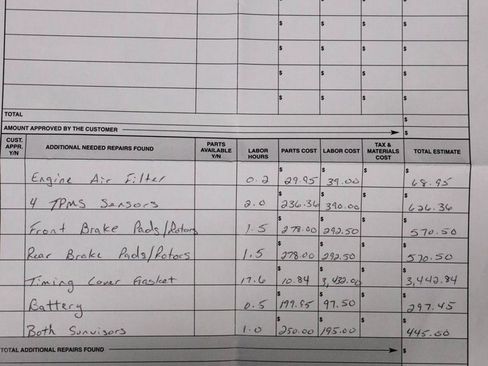 $
$ $ $ $
$ $ $ $
$ $ $ $
$ $ $ $
TOTAL $
AMOUNT APPROVED BY THE CUSTOMER $
CUST. APPR. Y/N ADDITIONAL NEEDED REPAIRS FOUND PARTS AVAILABLE Y/N LABOR HOURS PARTS COST LABOR COST TAX & MATERIALS COST TOTAL ESTIMATE
Engine Air Filter 0.2 $ 29.95 $ 39.00 $ $ 68.95
4 TPMS Sensors 2.0 $ 236.36 $ 390.00 $ $ 626.36
Front Brake Pads/Rotors 1.5 $ 278.00 $ 292.50 $ $ 570.50
Rear Brake Pads/Rotors 1.5 $ 278.00 $ 292.50 $ $ 570.50
Timing Cover Gasket 17.6 $ 10.84 $ 3,432.00 $ $ 3,442.84
Battery 0.5 $ 199.95 $ 97.50 $ $ 297.45
Both Sunvisors 1.0 $ 250.00 $ 195.00 $ $ 445.00
TOTAL ADDITIONAL REPAIRS FOUND $